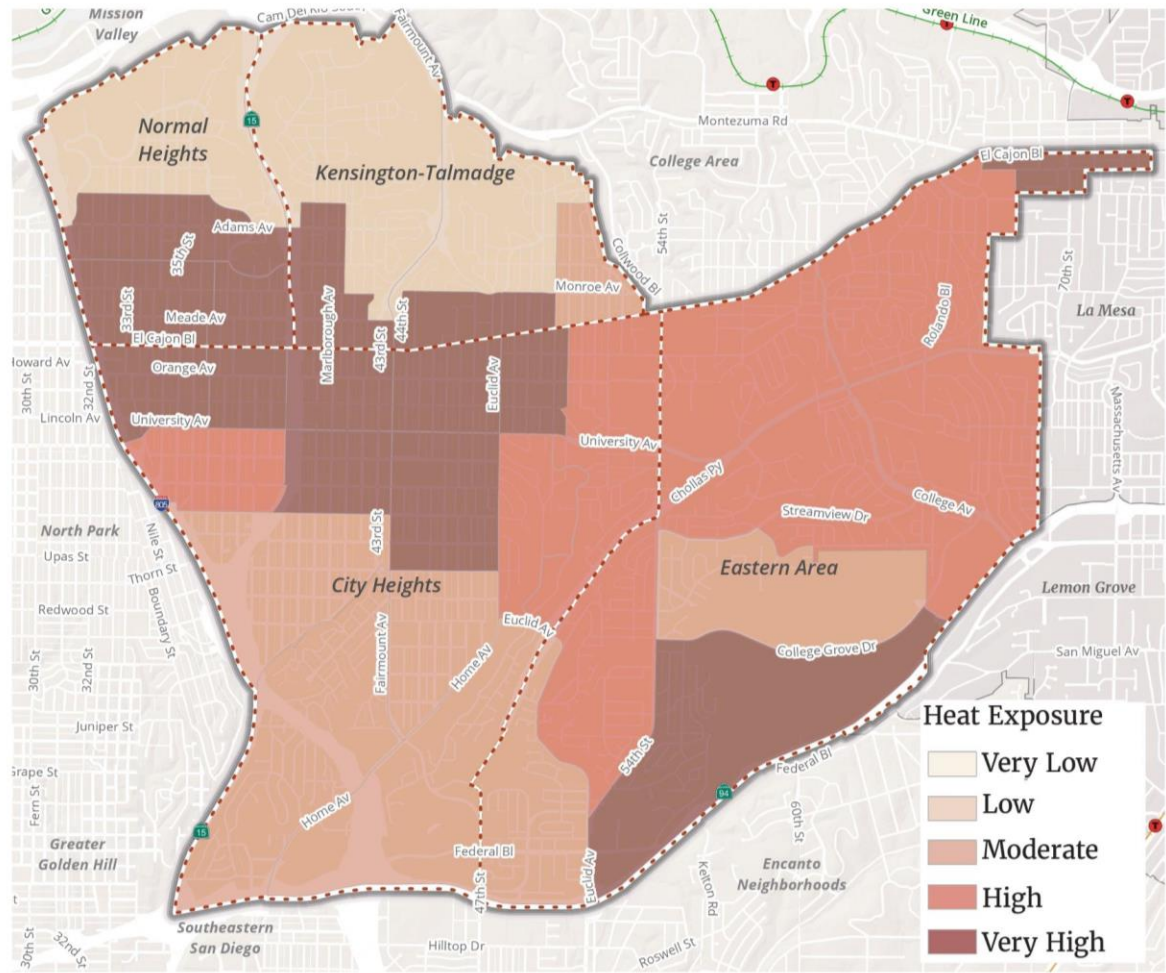 Mission
Valley
Fairmount Av
Green Line
Montezuma Rd
College Area
El Cajon Bl
Normal
Heights
15
Kensington-Talmadge
54th St
Collwood Bl
Adams Av
35th St
Monroe Av
70th St
La Mesa
33rd St
Meade Av
Marlborough Av
44th St
43rd St
Rolando Bl
El Cajon Bl
Howard Av
Orange Av
30th St
32nd St
Euclid Av
Lincoln Av
University Av
University Av
Massachusetts Av
Chollas Py
College Av
805
Streamview Dr
North Park
Nile St
43rd St
Upas St
Thorn St
City Heights
Eastern Area
Lemon Grove
Redwood St
Boundary St
Euclid Av
Fairmount Av
Home Av
College Grove Dr
San Miguel Av
30th St
32nd St
Juniper St
54th St
Federal Bl
94
Grape St
Fern St
Home Av
15
60th St
Greater
Golden Hill
Federal Bl
Euclid Av
47th St
Kelton Rd
Encanto
Neighborhoods
Southeastern
San Diego
30th St
32nd St
Hilltop Dr
Roswell St
Heat Exposure
Very Low
Low
Moderate
High
Very High